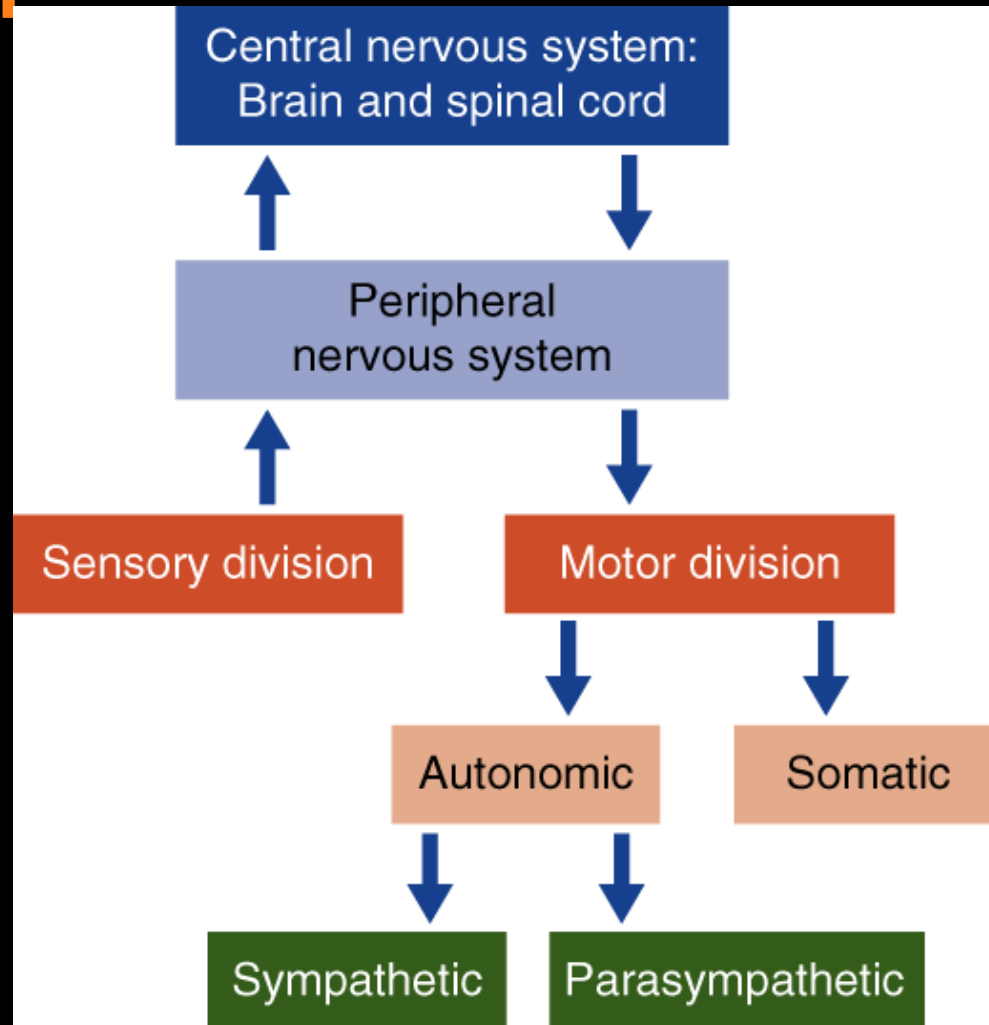 Central nervous system:
Brain and spinal cord
Peripheral
nervous system
Sensory division
Motor division
Autonomic
Somatic
Sympathetic
Parasympathetic